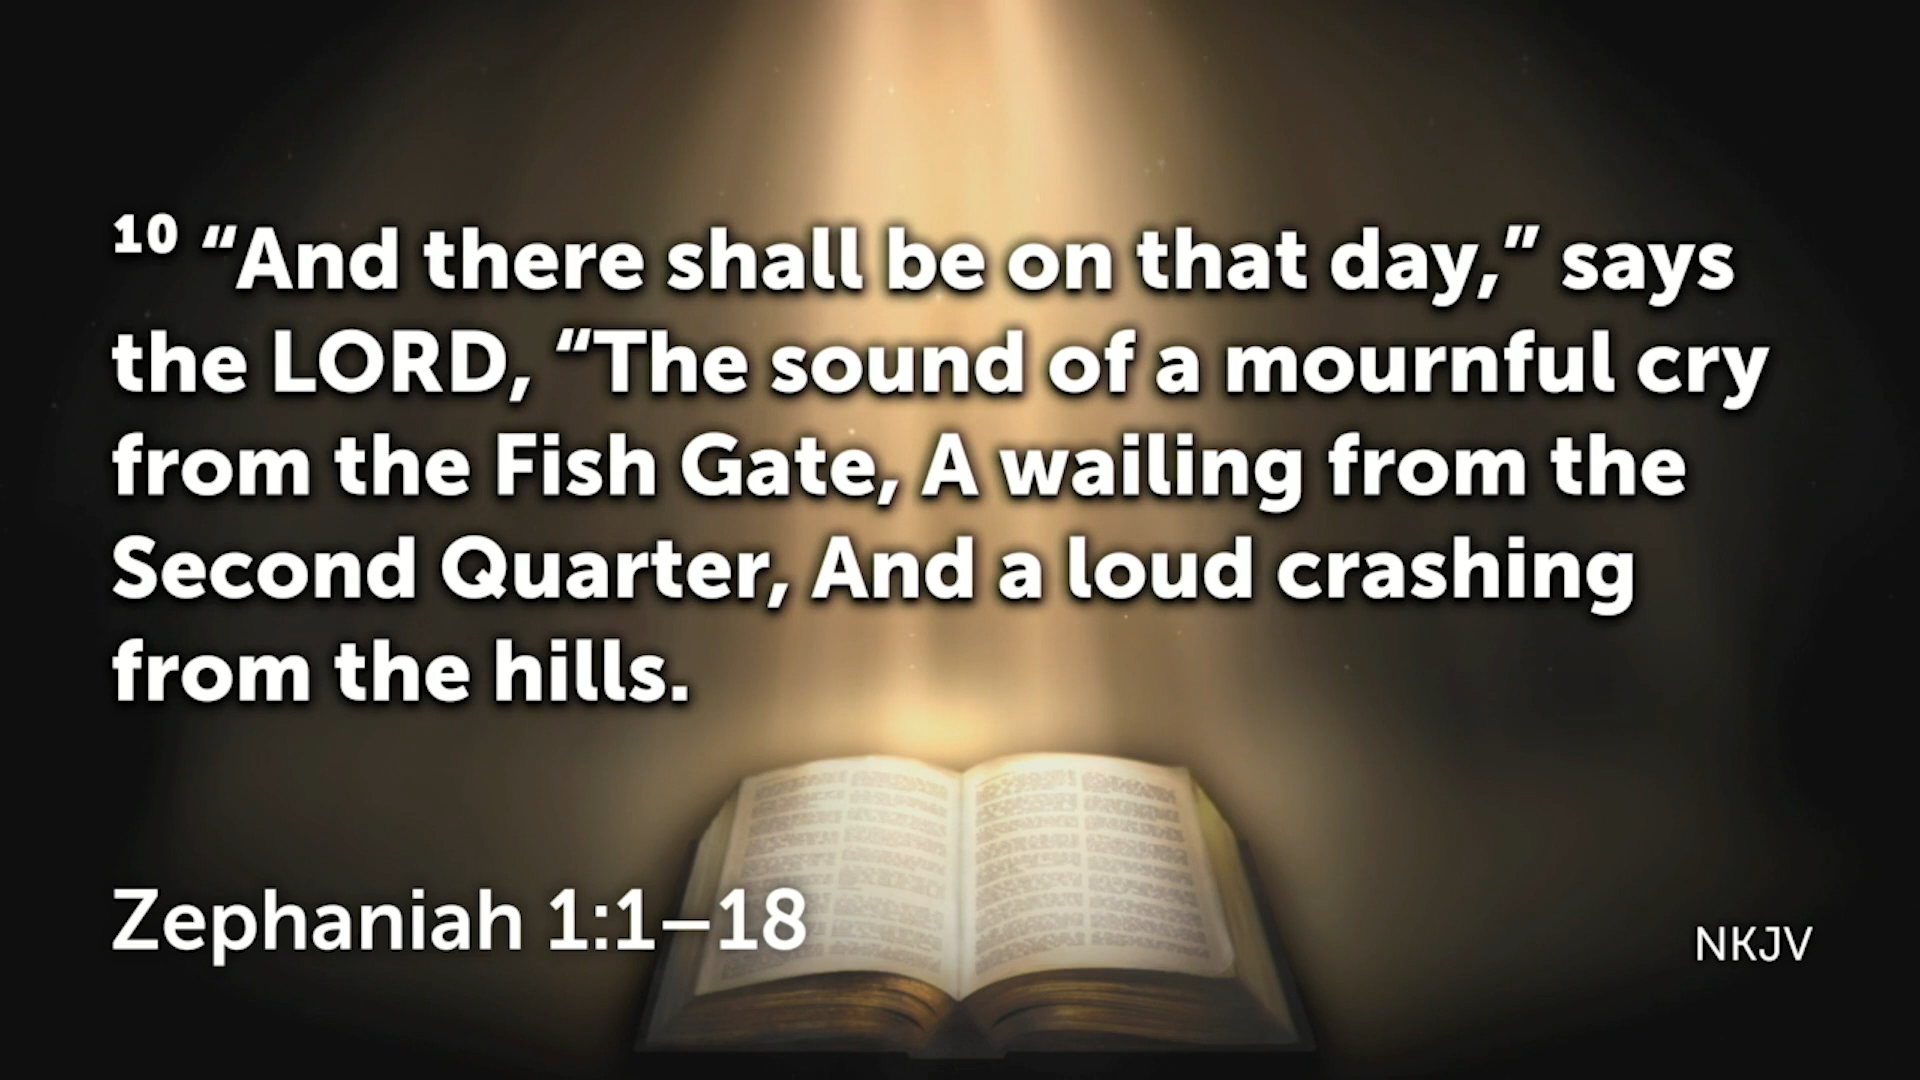 10 “And there shall be on that day,” says
the LORD, “The sound of a mournful cry
from the Fish Gate, A wailing from the
Second Quarter, And a loud crashing
from the hills.
Zephaniah 1:1–18
NKJV